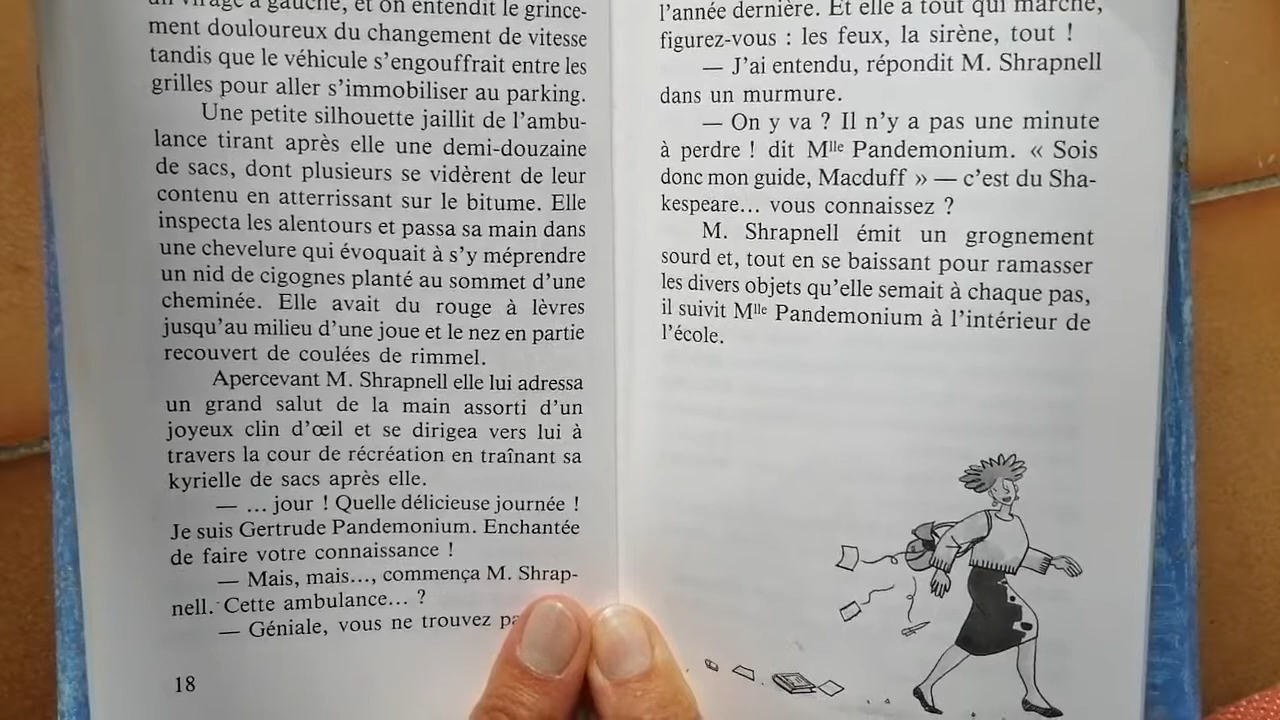 un virage à gauche, et on entendit le grince-
ment douloureux du changement de vitesse
tandis que le véhicule s'engouffrait entre les
grilles pour aller s'immobiliser au parking.
Une petite silhouette jaillit de l'ambu-
lance tirant après elle une demi-douzaine
de sacs, dont plusieurs se vidèrent de leur
contenu en atterrissant sur le bitume. Elle
inspecta les alentours et passa sa main dans
une chevelure qui évoquait à s'y méprendre
un nid de cigognes planté au sommet d'une
cheminée. Elle avait du rouge à lèvres
jusqu'au milieu d'une joue et le nez en partie
recouvert de coulées de rimmel.
Apercevant M. Shrapnell elle lui adressa
un grand salut de la main assorti d'un
joyeux clin d'œil et se dirigea vers lui à
travers la cour de récréation en traînant sa
kyrielle de sacs après elle.
— ... jour ! Quelle délicieuse journée !
Je suis Gertrude Pandemonium. Enchantée
de faire votre connaissance !
— Mais, mais..., commença M. Shrap-
nell. Cette ambulance... ?
— Géniale, vous ne trouvez
18
l'année dernière. Et elle a tout qui marche,
figurez-vous : les feux, la sirène, tout !
— J'ai entendu, répondit M. Shrapnell
dans un murmure.
— On y va ? Il n'y a pas une minute
à perdre ! dit Mlle Pandemonium. « Sois
donc mon guide, Macduff » — c'est du Sha-
kespeare... vous connaissez ?
M. Shrapnell émit un grognement
sourd et, tout en se baissant pour ramasser
les divers objets qu'elle semait à chaque pas,
il suivit Mlle Pandemonium à l'intérieur de
l'école.